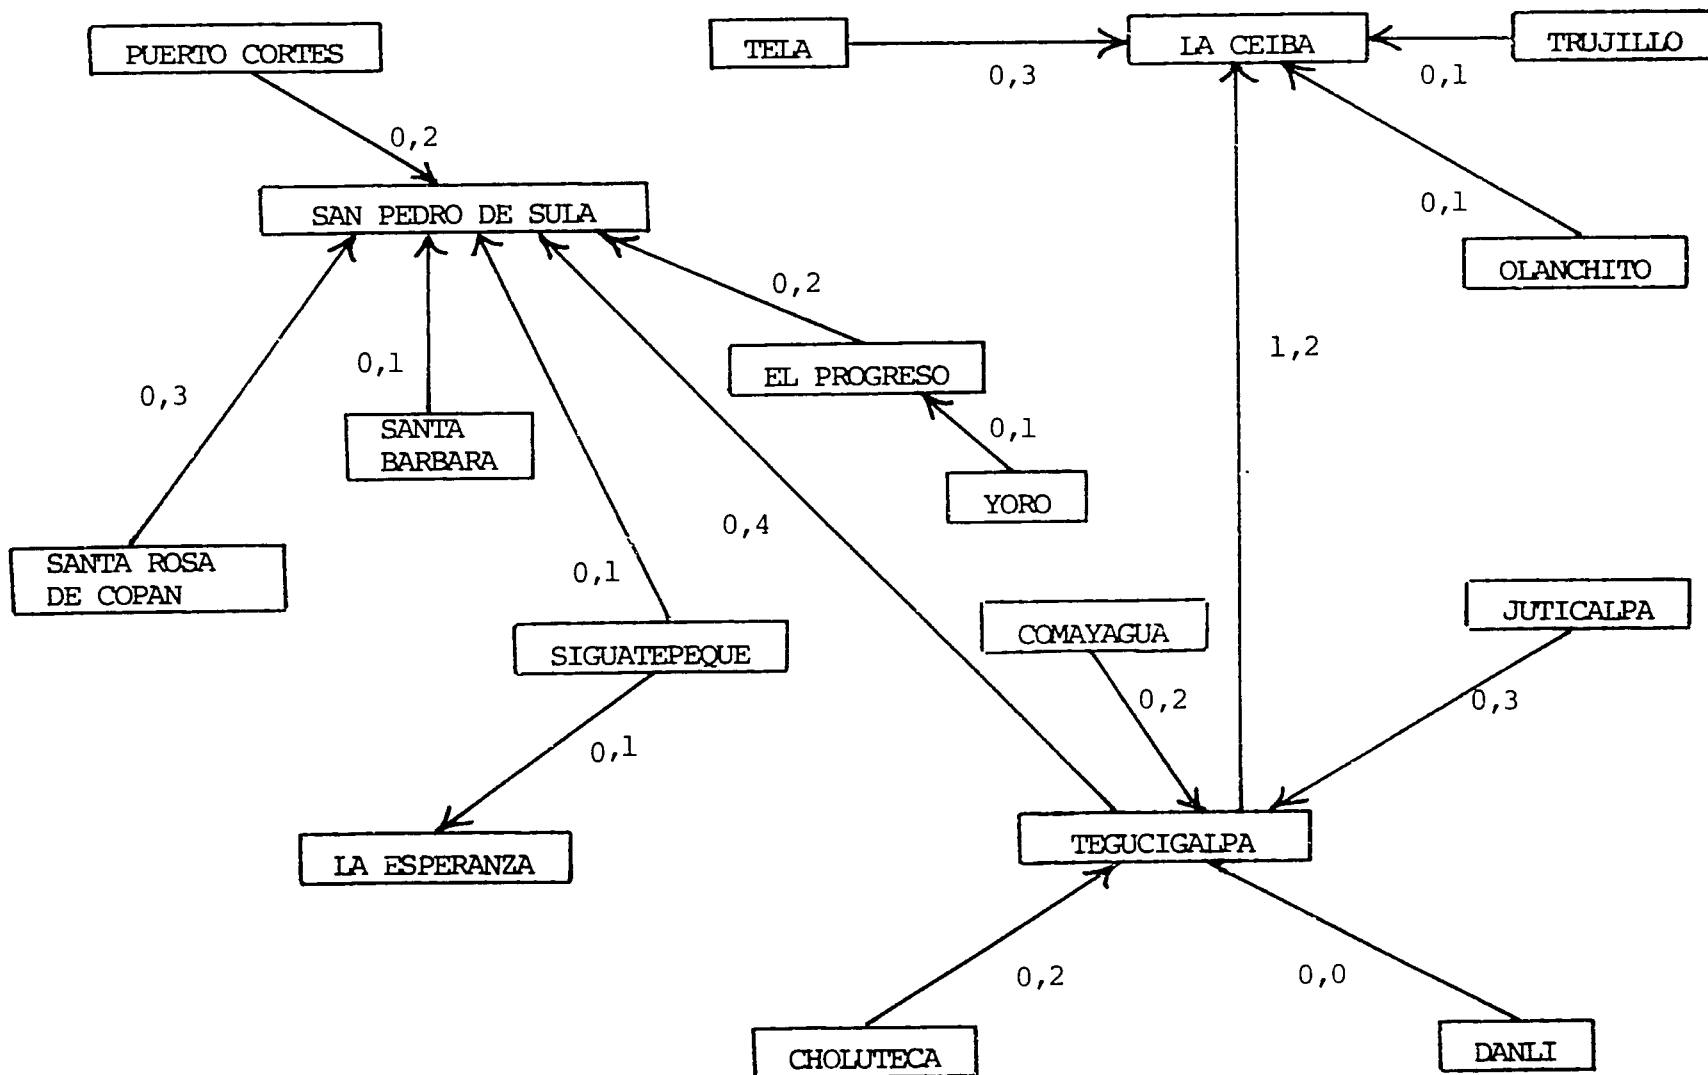 PUERTO CORTES
TELA
LA CEIBA
TRUJILLO
0,3
0,1
0,2
SAN PEDRO DE SULA
0,1
OLANCHITO
0,2
1,2
0,1
EL PROGRESO
0,3
SANTA
BARBARA
0,1
YORO
0,4
SANTA ROSA
DE COPAN
0,1
JUTICALPA
COMAYAGUA
SIGUATEPEQUE
0,2
0,3
0,1
TEGUCIGALPA
LA ESPERANZA
0,2
0,0
CHOLUTECA
DANLI